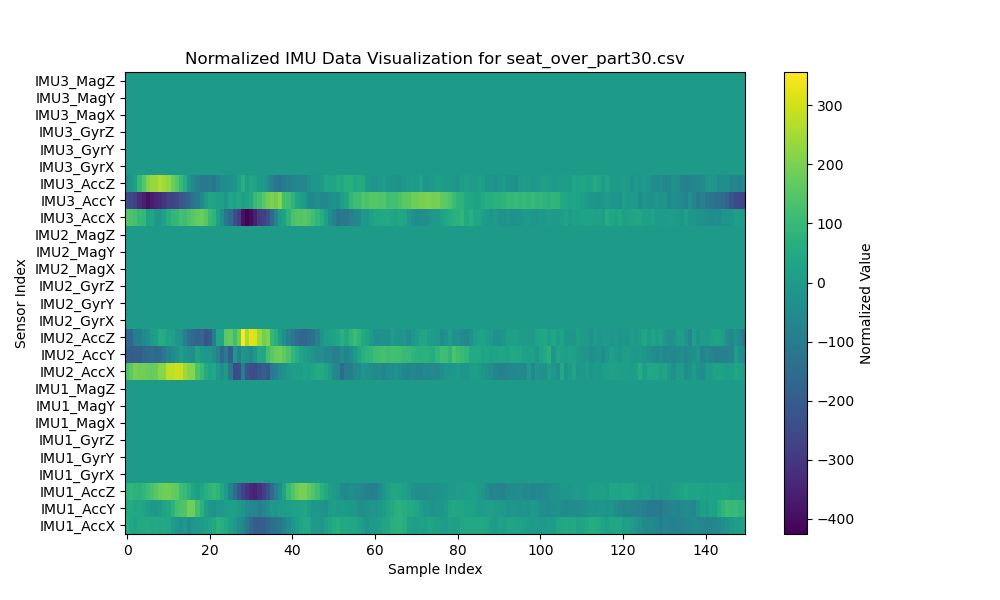 Normalized IMU Data Visualization for seat_over_part30.csv
Sensor Index
IMU3_MagZ
IMU3_MagY
IMU3_MagX
IMU3_GyrZ
IMU3_GyrY
IMU3_GyrX
IMU3_AccZ
IMU3_AccY
IMU3_AccX
IMU2_MagZ
IMU2_MagY
IMU2_MagX
IMU2_GyrZ
IMU2_GyrY
IMU2_GyrX
IMU2_AccZ
IMU2_AccY
IMU2_AccX
IMU1_MagZ
IMU1_MagY
IMU1_MagX
IMU1_GyrZ
IMU1_GyrY
IMU1_GyrX
IMU1_AccZ
IMU1_AccY
IMU1_AccX
0 20 40 60 80 100 120 140
Sample Index
300
200
100
0
−100
−200
−300
−400
Normalized Value